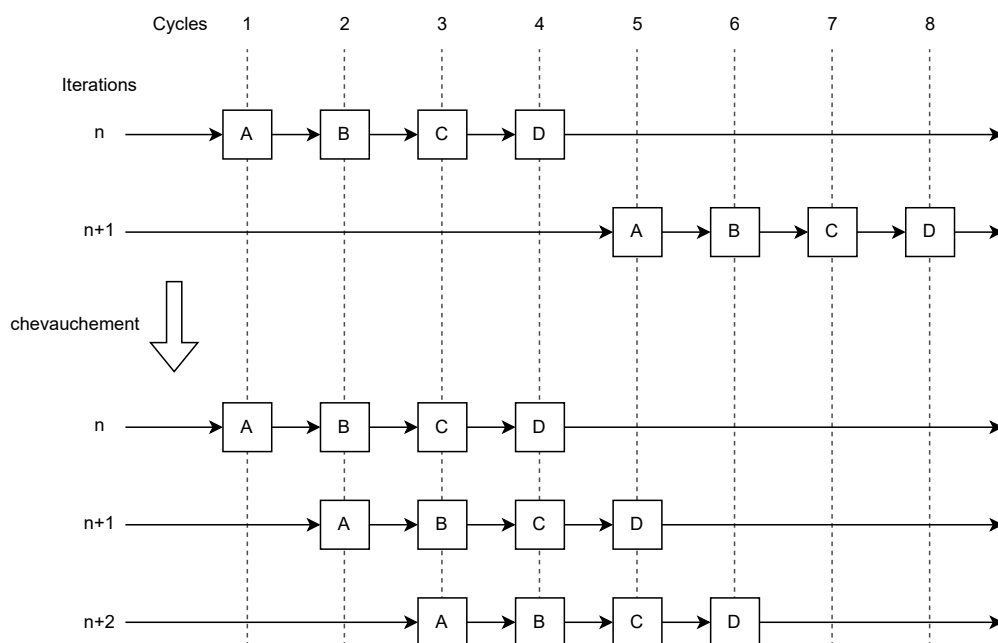 Cycles 1 2 3 4 5 6 7 8
Iterations
n A B C D
n+1 A B C D
chevauchement
n A B C D
n+1 A B C D
n+2 A B C D